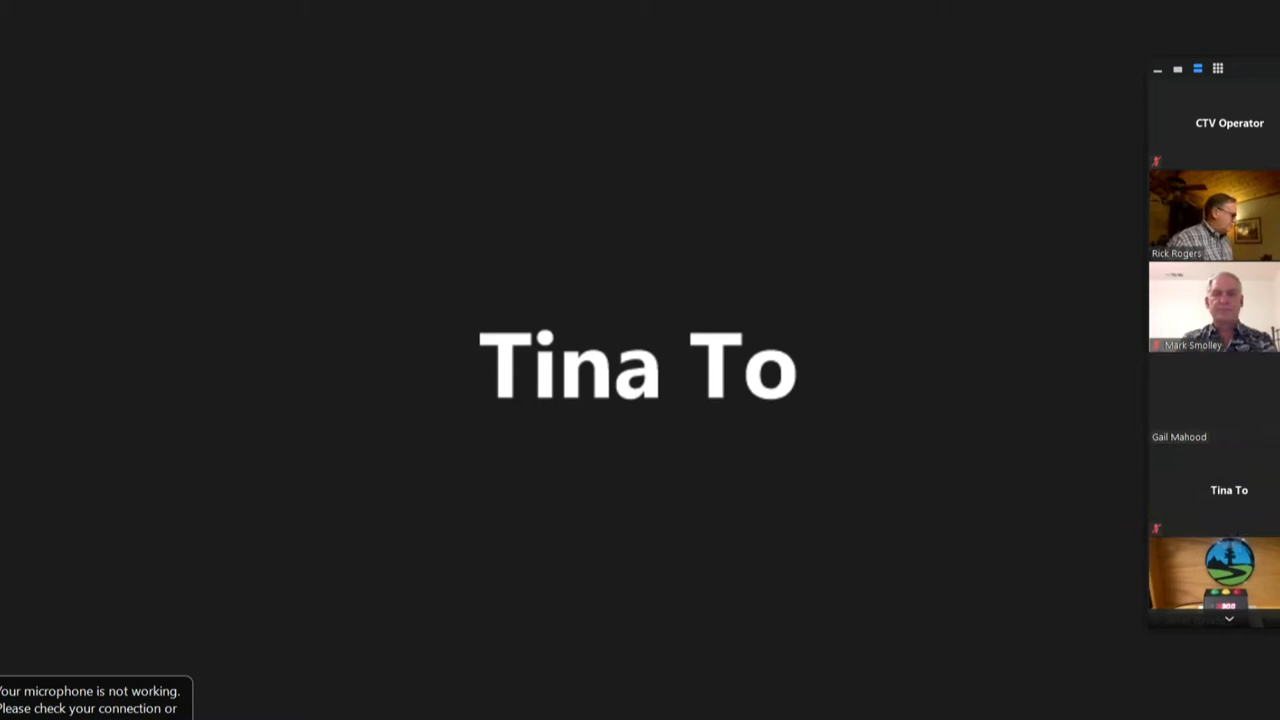 Tina To
CTV Operator
Rick Rogers
Mark Smolley
Gail Mahood
Tina To
Your microphone is not working.
Please check your connection or